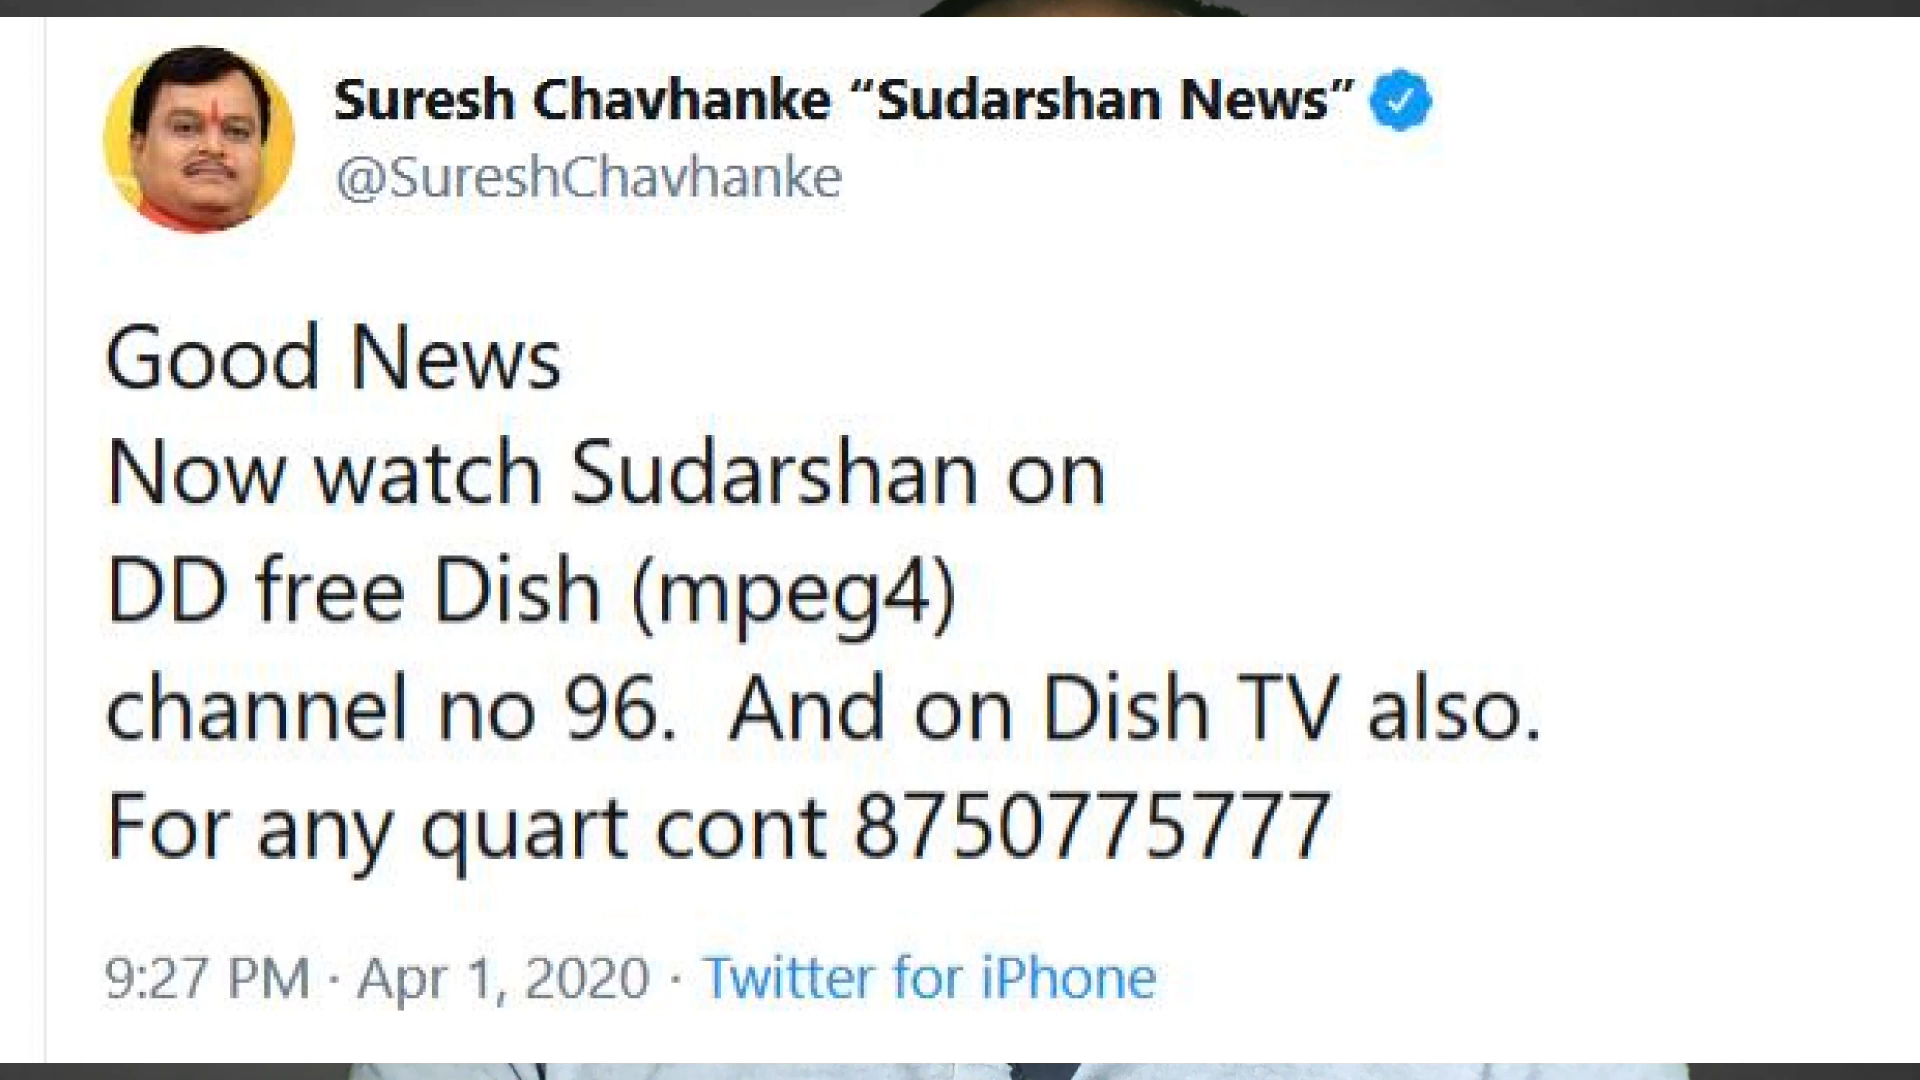 Suresh Chavhanke “Sudarshan News”
@SureshChavhanke
Good News
Now watch Sudarshan on
DD free Dish (mpeg4)
channel no 96.  And on Dish TV also.
For any quart cont 8750775777
9:27 PM · Apr 1, 2020 · Twitter for iPhone